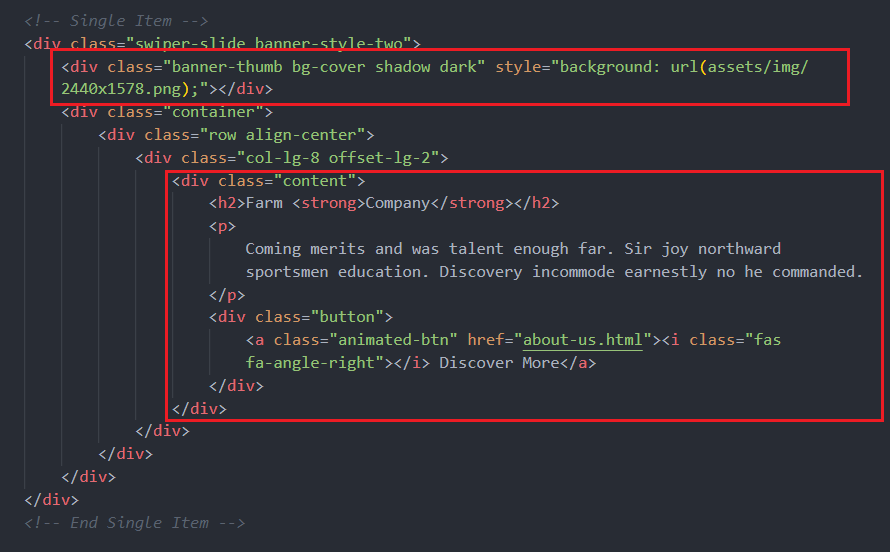 <!-- Single Item -->
<div class="swiper-slide banner-style-two">
<div class="banner-thumb bg-cover shadow dark" style="background: url(assets/img/
2440x1578.png);"></div>
<div class="container">
<div class="row align-center">
<div class="col-lg-8 offset-lg-2">
<div class="content">
<h2>Farm <strong>Company</strong></h2>
<p>
Coming merits and was talent enough far. Sir joy northward
sportsmen education. Discovery incommode earnestly no he commanded.
</p>
<div class="button">
<a class="animated-btn" href="about-us.html"><i class="fas
fa-angle-right"></i> Discover More</a>
</div>
</div>
</div>
</div>
</div>
</div>
<!-- End Single Item -->